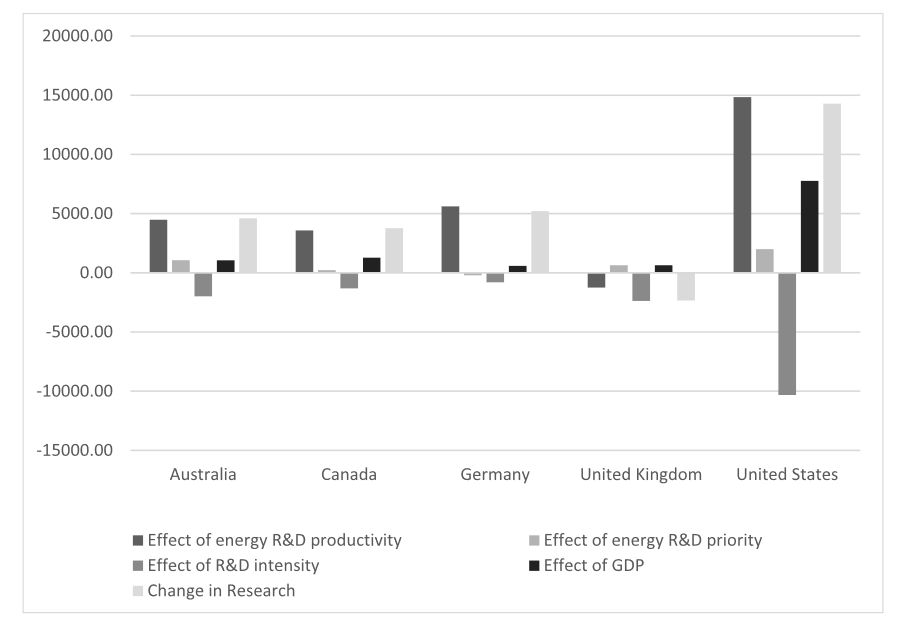 20000.00
15000.00
10000.00
5000.00
0.00
-5000.00
-10000.00
-15000.00
Australia Canada Germany United Kingdom United States
Effect of energy R&D productivity Effect of energy R&D priority
Effect of R&D intensity Effect of GDP
Change in Research